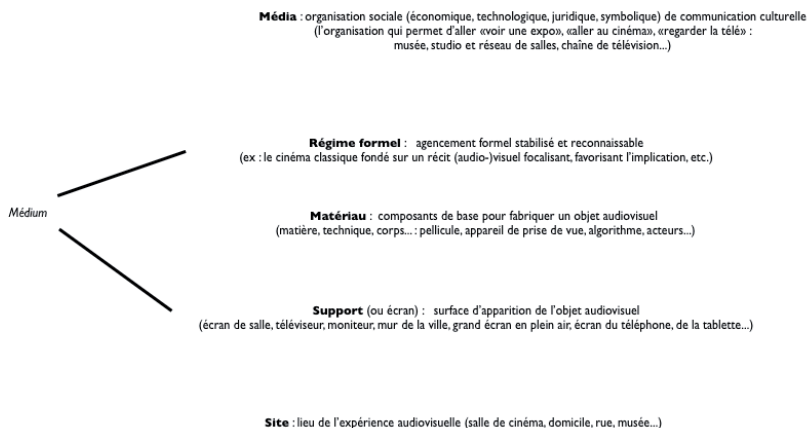 Média : organisation sociale (économique, technologique, juridique, symbolique) de communication culturelle
(l'organisation qui permet d'aller «voir une expo», «aller au cinéma», «regarder la télé» :
musée, studio et réseau de salles, chaîne de télévision...)
Régime formel : agencement formel stabilisé et reconnaissable
(ex : le cinéma classique fondé sur un récit (audio-)visuel focalisant, favorisant l'implication, etc.)
Médium
Matériau : composants de base pour fabriquer un objet audiovisuel
(matière, technique, corps... : pellicule, appareil de prise de vue, algorithme, acteurs...)
Support (ou écran) : surface d'apparition de l'objet audiovisuel
(écran de salle, téléviseur, moniteur, mur de la ville, grand écran en plein air, écran du téléphone, de la tablette...)
Site : lieu de l'expérience audiovisuelle (salle de cinéma, domicile, rue, musée...)